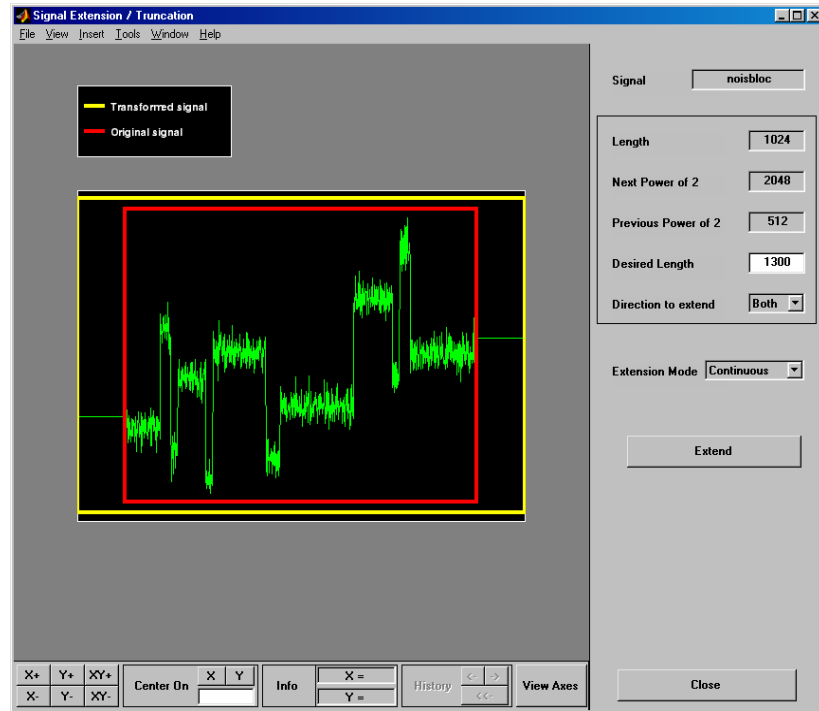 Signal Extension / Truncation
File View Insert Tools Window Help
Transformed signal
Original signal
Signal noisbloc
Length 1024
Next Power of 2 2048
Previous Power of 2 512
Desired Length 1300
Direction to extend Both
Extension Mode Continuous
Extend
X+ Y+ XY+
X- Y- XY-
Center On X Y
Info X =
Y =
History <- ->
<<-
View Axes
Close